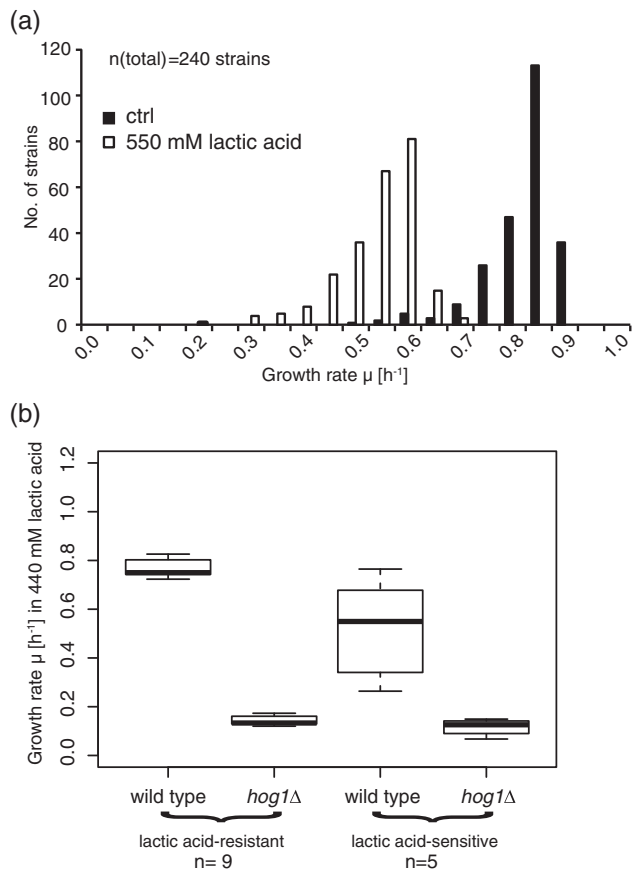 (a)
120
n(total)=240 strains
100
ctrl
80
550 mM lactic acid
60
40
20
0
No. of strains
0.0 0.1 0.2 0.3 0.3 0.4 0.5 0.6 0.7 0.8 0.9 1.0
Growth rate μ [h-1]
(b)
Growth rate μ [h-1] in 440 mM lactic acid
1.2
1.0
0.8
0.6
0.4
0.2
0.0
wild type hog1Δ wild type hog1Δ
lactic acid-resistant lactic acid-sensitive
n= 9 n=5